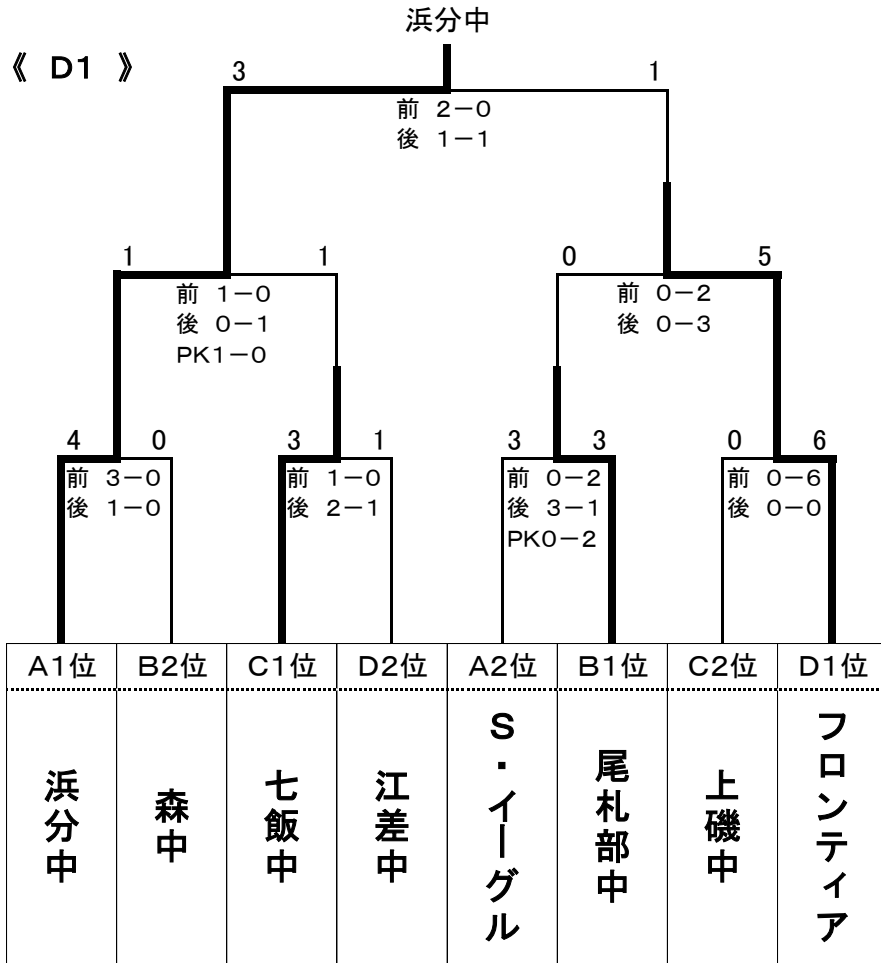 浜分中
《 D1 》
3
1
前 2-0
後 1-1
1
1
0
5
前 1-0
後 0-1
PK1-0
前 0-2
後 0-3
4
0
3
1
3
3
0
6
前 3-0
後 1-0
前 1-0
後 2-1
前 0-2
後 3-1
PK0-2
前 0-6
後 0-0
A1位
B2位
C1位
D2位
A2位
B1位
C2位
D1位
浜分中
森中
七飯中
江差中
S・イーグル
尾札部中
上磯中
フロンティア